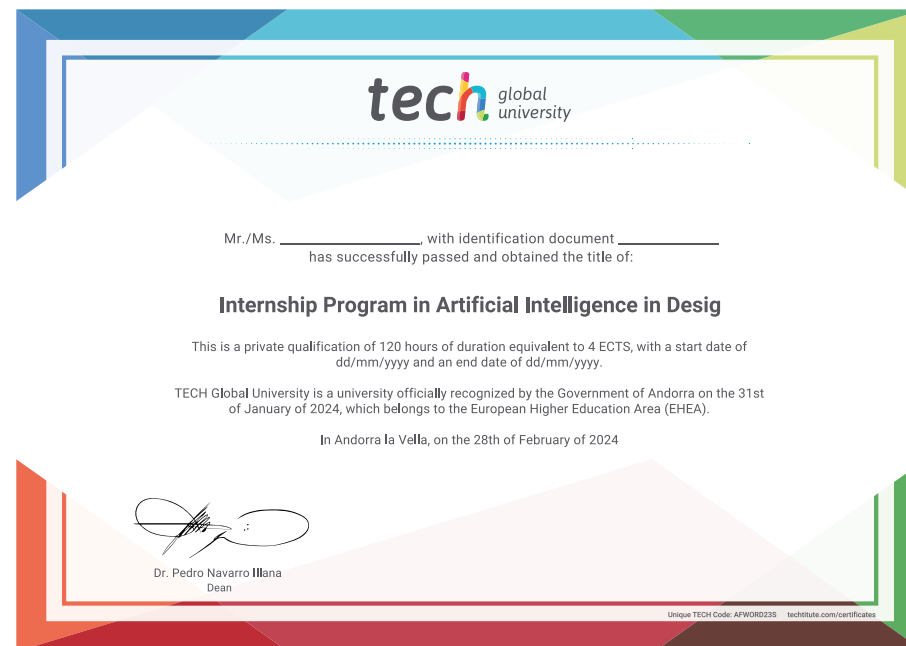 tech global university
Mr./Ms. ____________________, with identification document ______________
has successfully passed and obtained the title of:
Internship Program in Artificial Intelligence in Desig
This is a private qualification of 120 hours of duration equivalent to 4 ECTS, with a start date of
dd/mm/yyyy and an end date of dd/mm/yyyy.
TECH Global University is a university officially recognized by the Government of Andorra on the 31st
of January of 2024, which belongs to the European Higher Education Area (EHEA).
In Andorra la Vella, on the 28th of February of 2024
Dr. Pedro Navarro Illana
Dean
Unique TECH Code: AFWORD23S techtitute.com/certificates